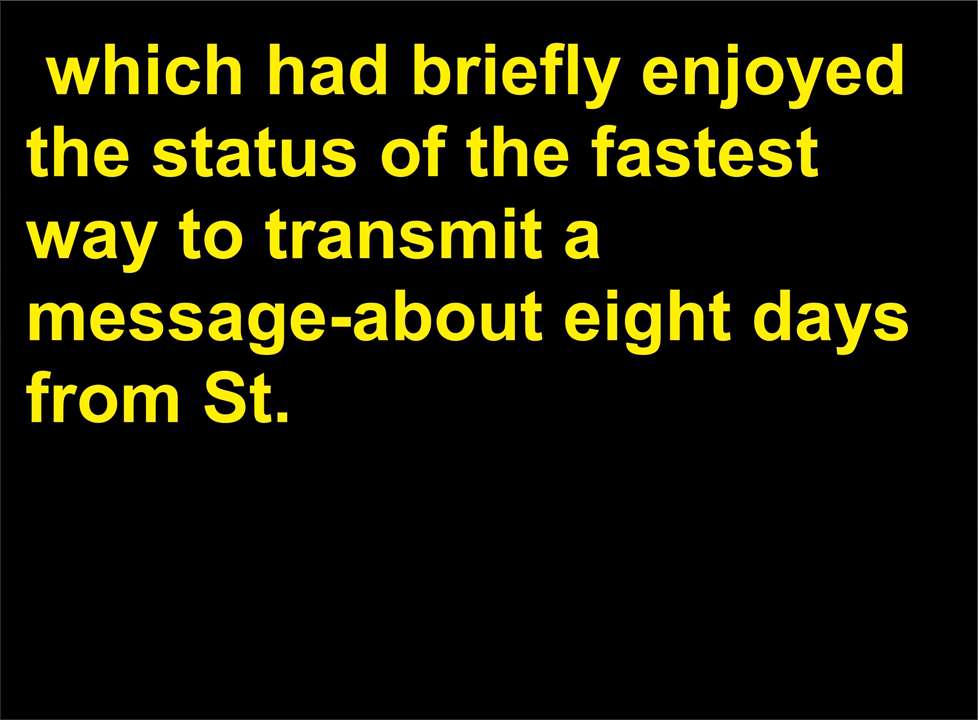 which had briefly enjoyed
the status of the fastest
way to transmit a
message-about eight days
from St.